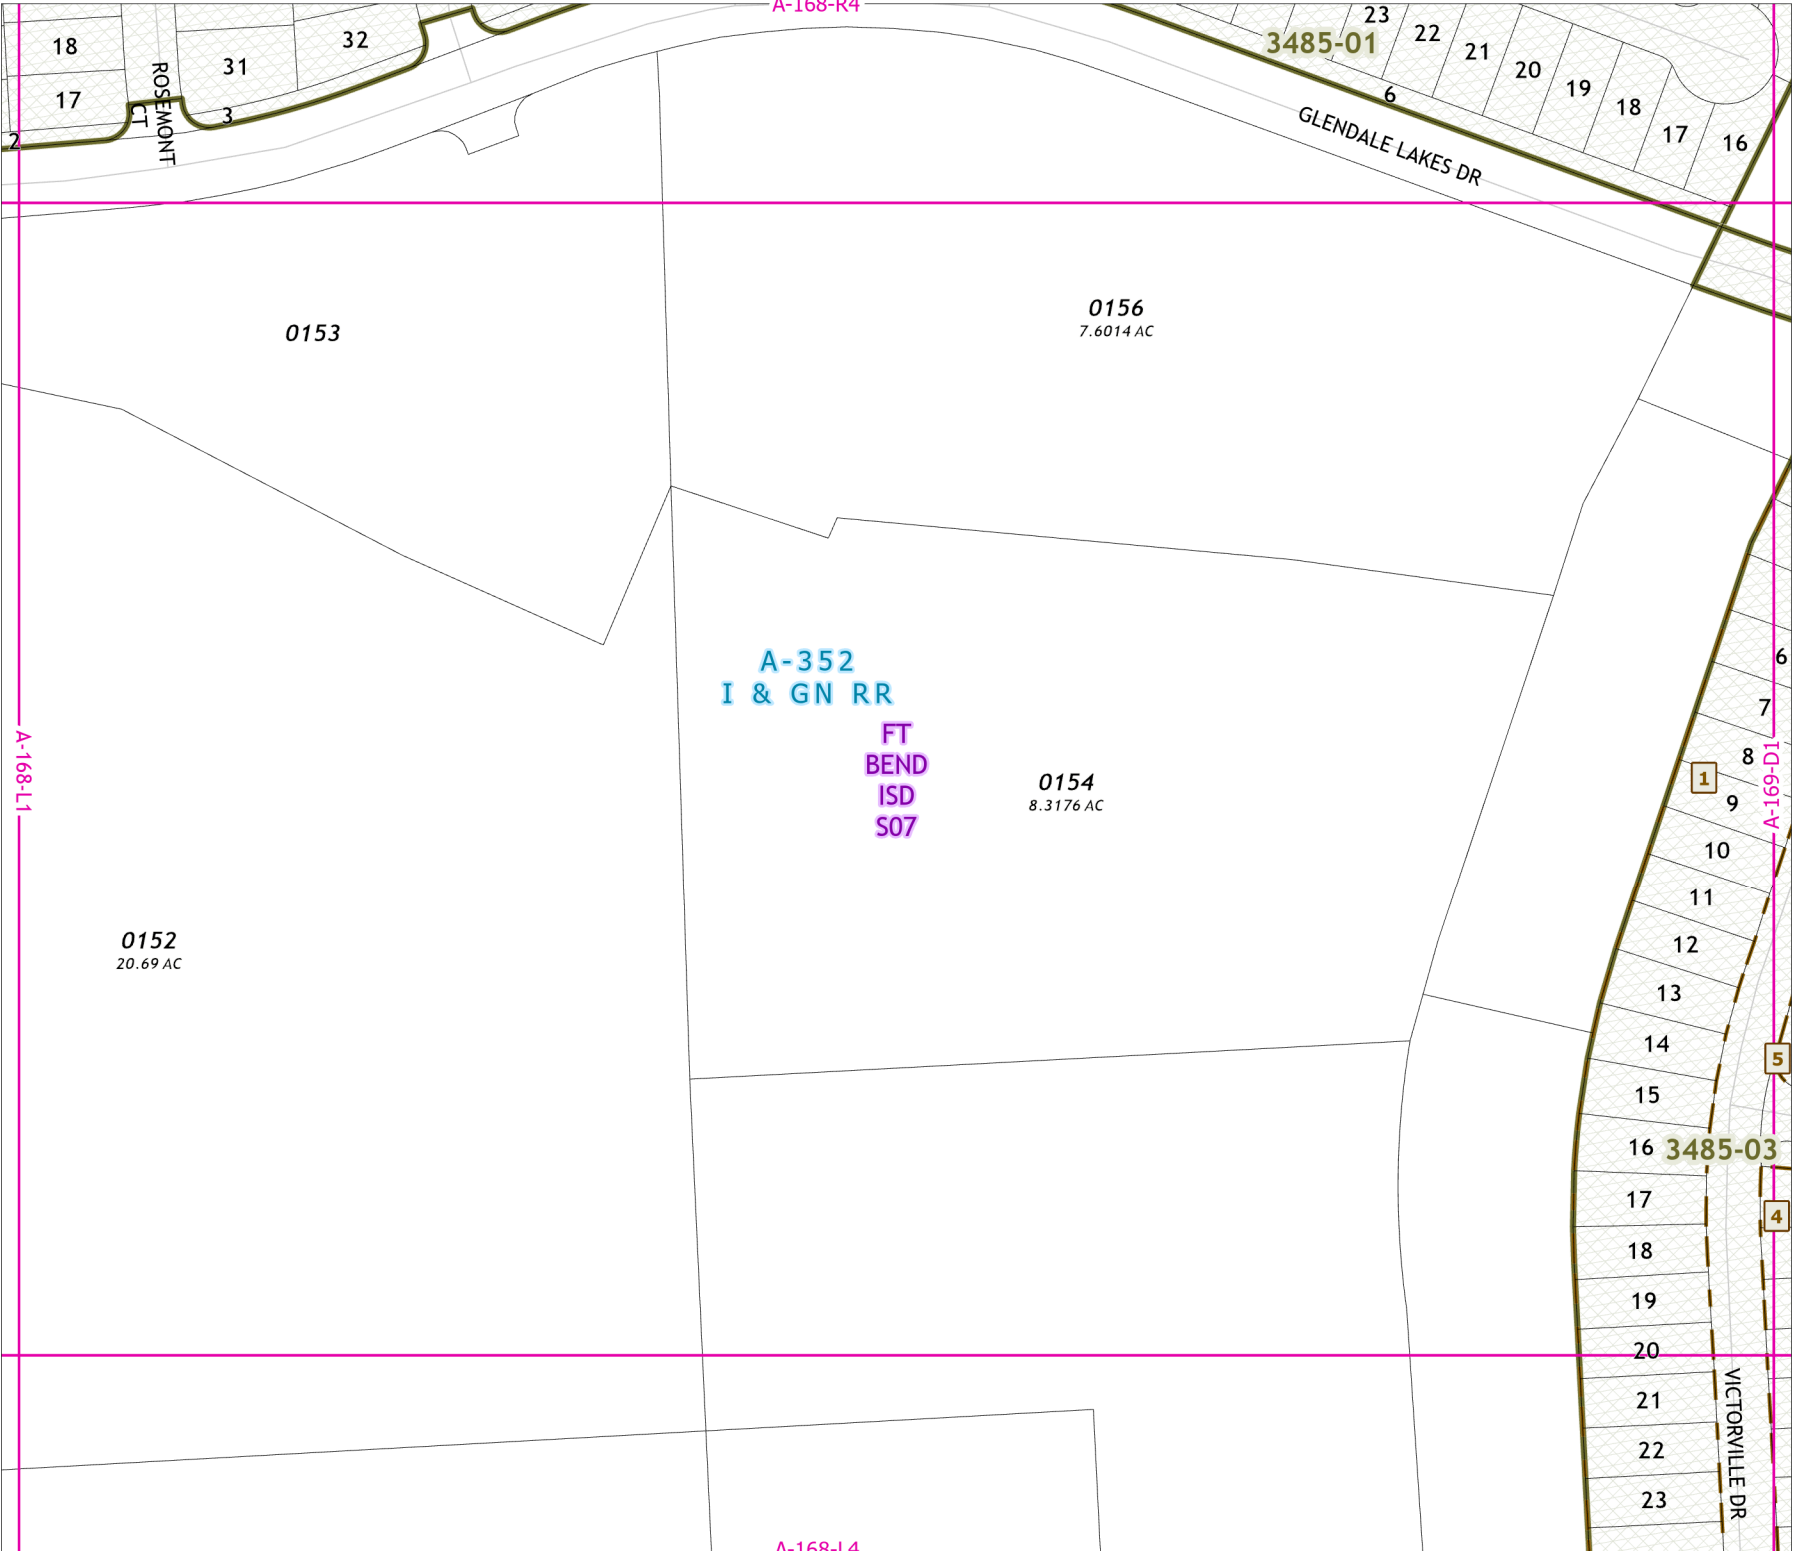 A-168-R4
18
31
32
17
ROSEMONT
CT
3
2
23
22
3485-01
21
20
19
18
17
16
6
GLENDALE LAKES DR
0153
0156
7.6014 AC
A-352
I & GN RR
FT
BEND
ISD
S07
0154
8.3176 AC
A-168-L1
0152
20.69 AC
6
7
8
1
9
A-169-D1
10
11
12
13
14
5
15
16
3485-03
17
4
18
19
20
21
22
23
VICTORVILLE DR
A-168-L4